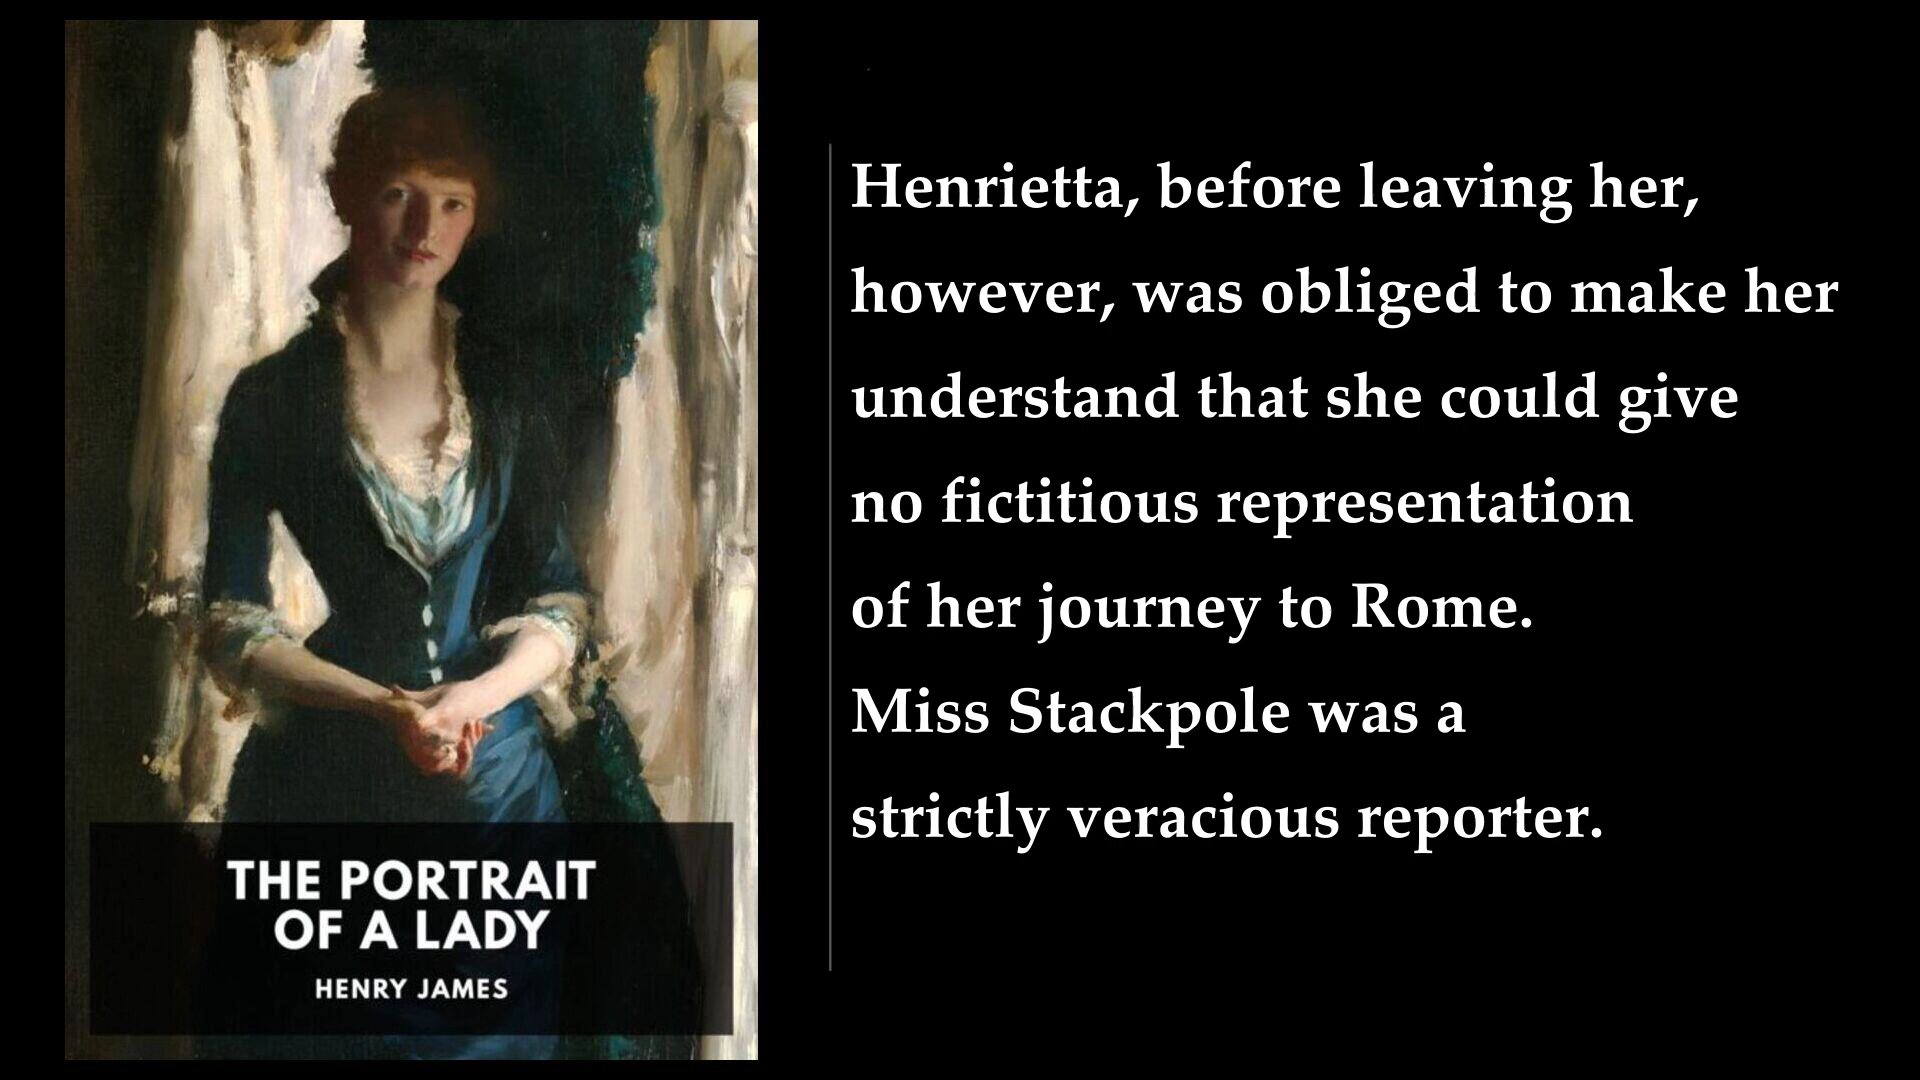 THE PORTRAIT
OF A LADY
HENRY JAMES
Henrietta, before leaving her,
however, was obliged to make her
understand that she could give
no fictitious representation
of her journey to Rome.
Miss Stackpole was a
strictly veracious reporter.